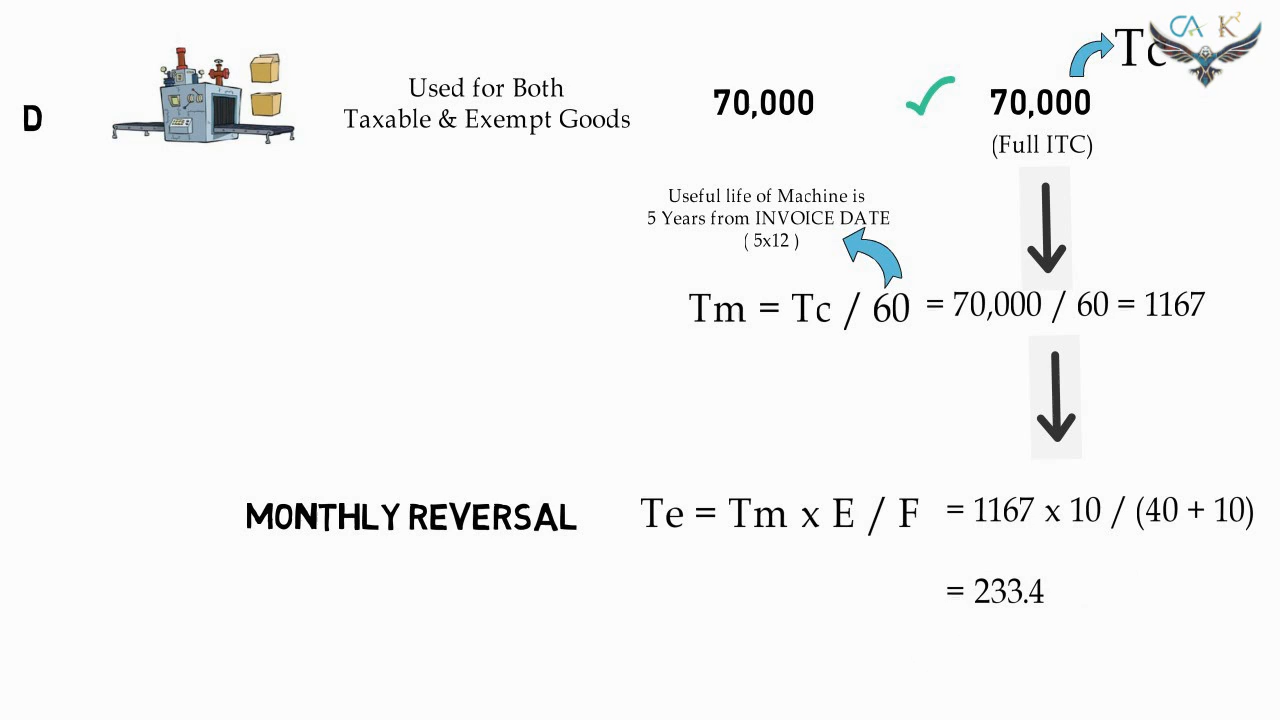 D
Used for Both
Taxable & Exempt Goods
70,000
70,000
(Full ITC)
Tc
CA K
Useful life of Machine is
5 Years from INVOICE DATE
( 5x12 )
Tm = Tc / 60 = 70,000 / 60 = 1167
MONTHLY REVERSAL
Te = Tm x E / F = 1167 x 10 / (40 + 10)
= 233.4